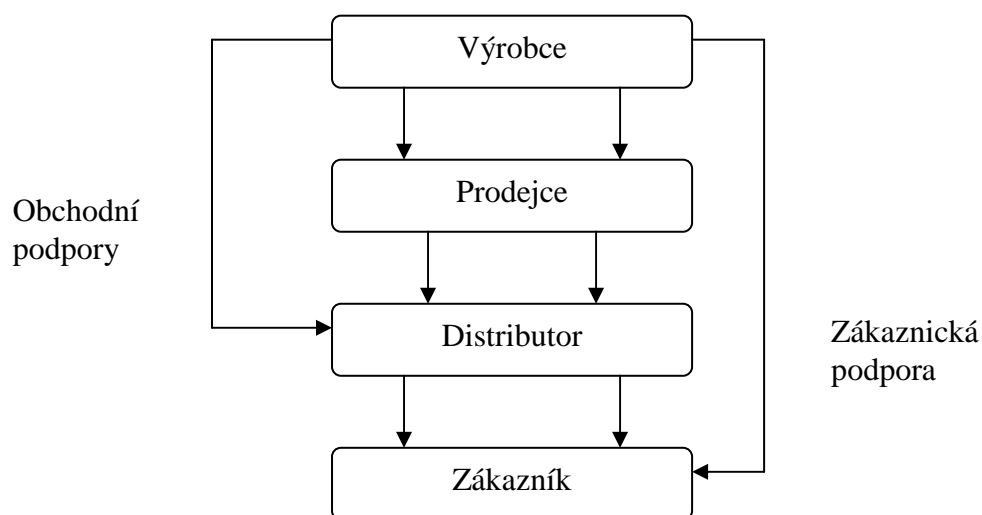 Výrobce
Prodejce
Obchodní
podpory
Distributor
Zákaznická
podpora
Zákazník